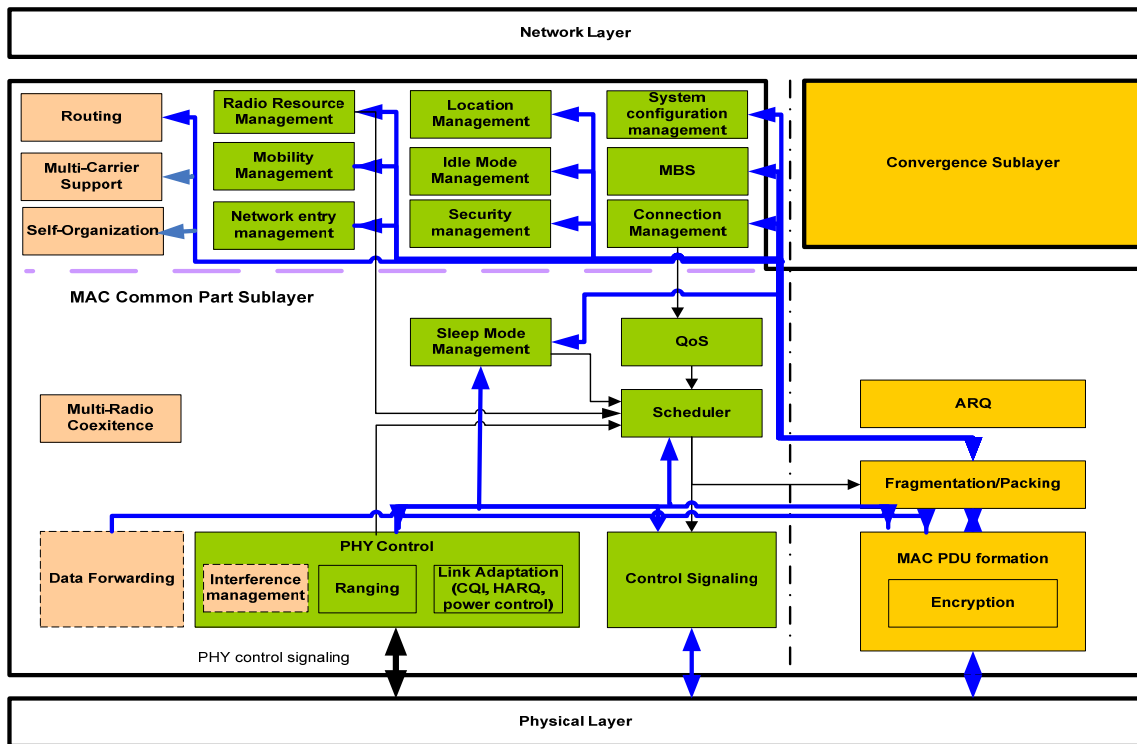 Network Layer
Routing
Radio Resource
Management
Location
Management
System
configuration
management
Convergence Sublayer
Multi-Carrier
Support
Mobility
Management
Idle Mode
Management
MBS
Self-Organization
Network entry
management
Security
management
Connection
Management
MAC Common Part Sublayer
Sleep Mode
Management
QoS
Multi-Radio
Coexitence
Scheduler
ARQ
Fragmentation/Packing
Data Forwarding
PHY Control
Interference
management
Ranging
Link Adaptation
(CQI, HARQ,
power control)
Control Signaling
MAC PDU formation
Encryption
PHY control signaling
Physical Layer